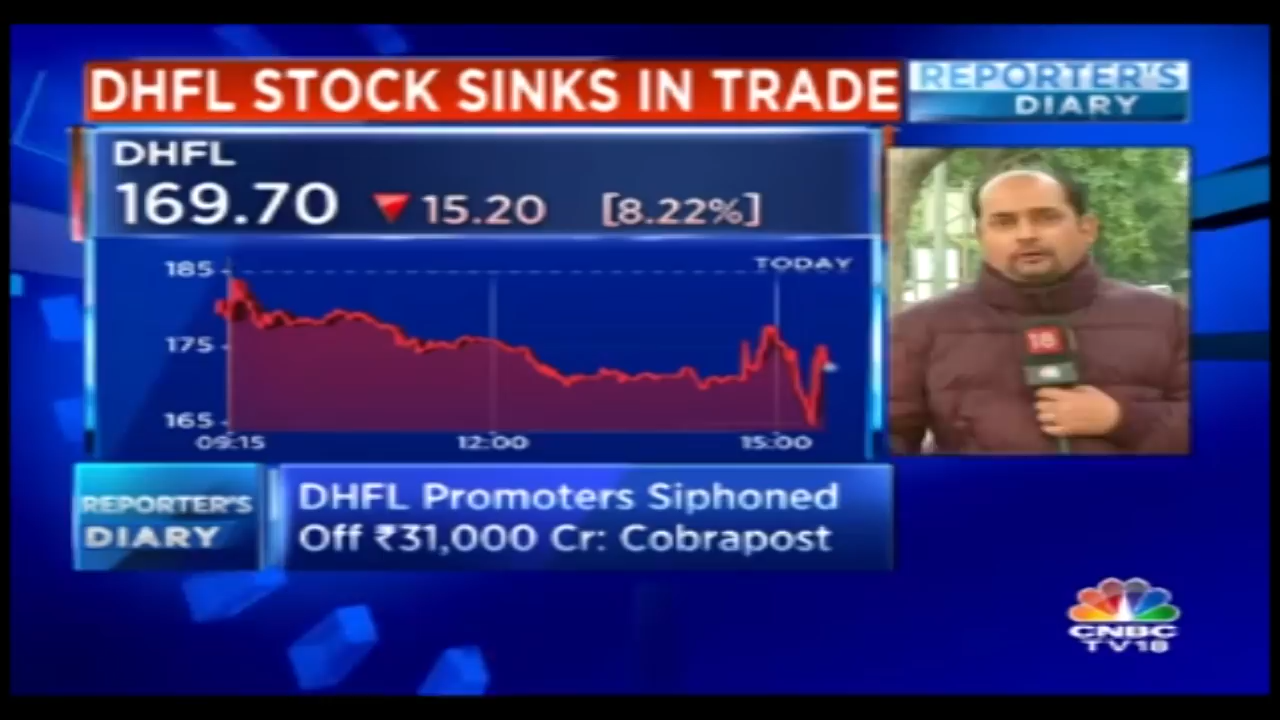 DHFL STOCK SINKS IN TRADE
REPORTER'S
DIARY
DHFL
169.70 ▼ 15.20 [8.22%]
TODAY
185
175
165
09:15 12:00 15:00
18
REPORTER'S
DIARY
DHFL Promoters Siphoned
Off ₹31,000 Cr: Cobrapost
CNBC
TV18